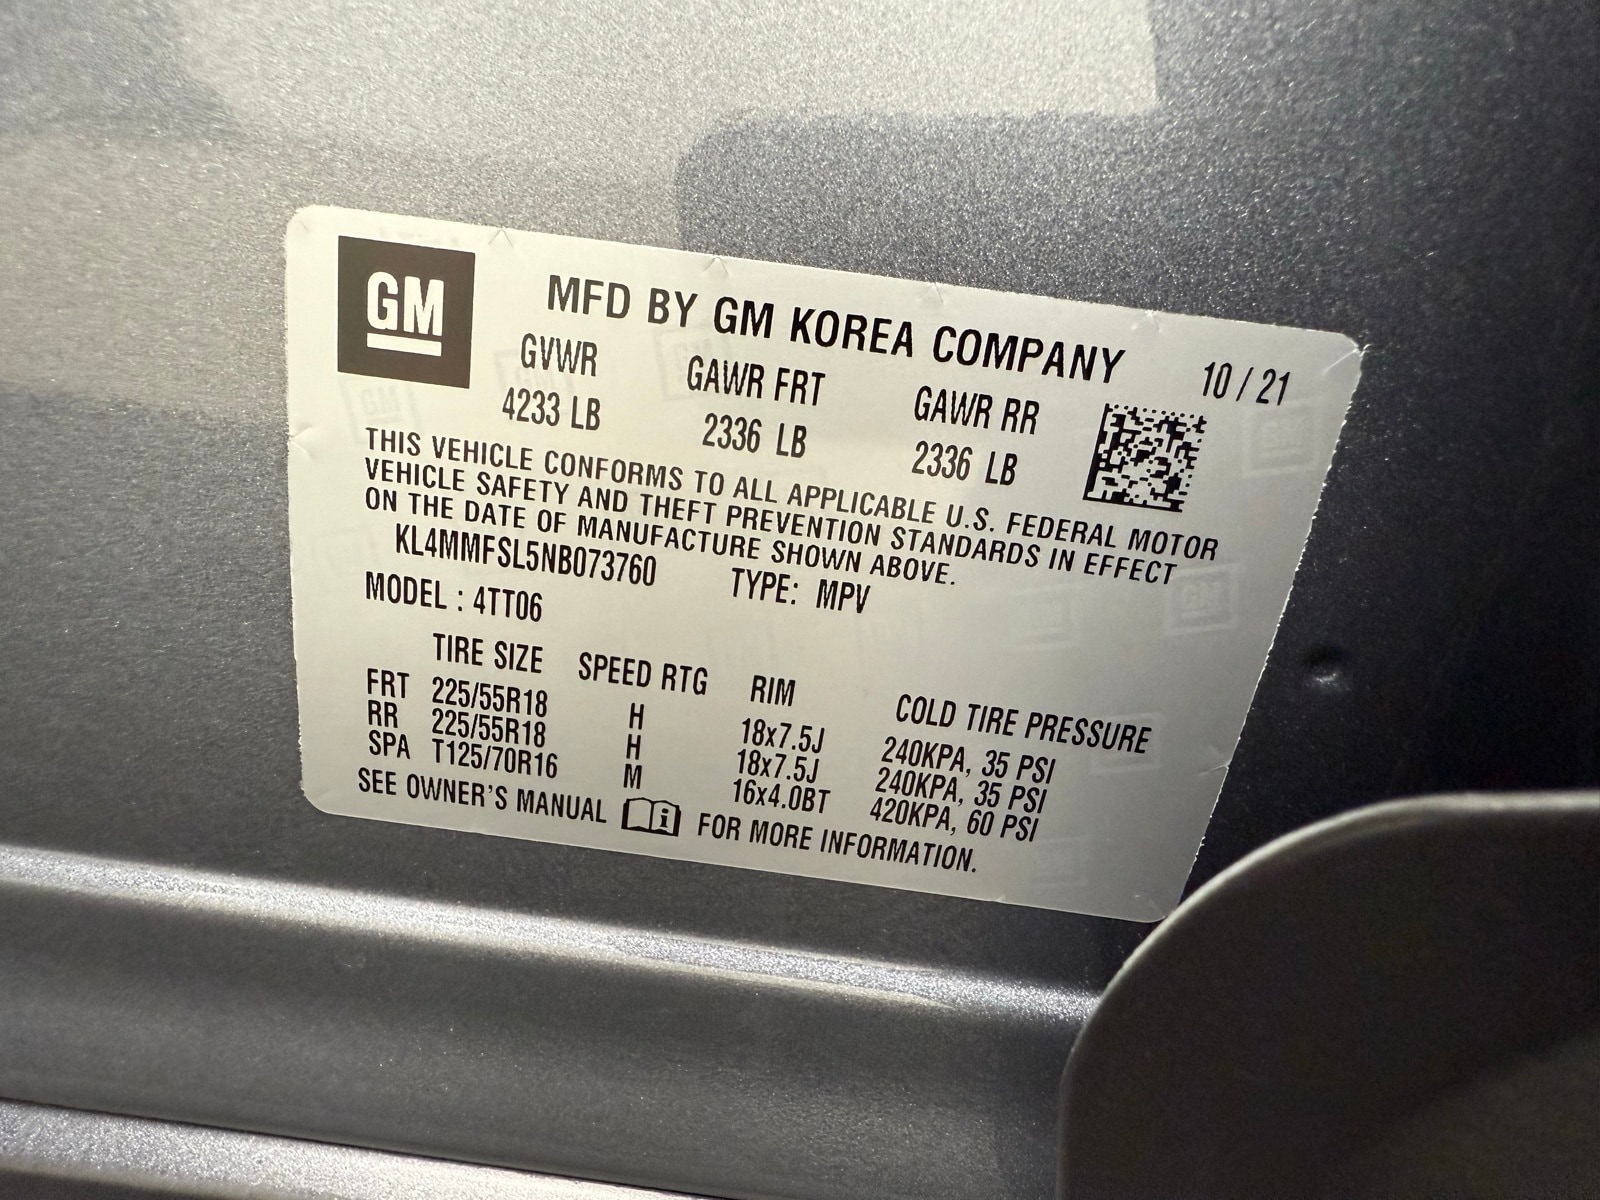 GM
MFD BY GM KOREA COMPANY
10 / 21
GVWR GAWR FRT GAWR RR
4233 LB 2336 LB 2336 LB
THIS VEHICLE CONFORMS TO ALL APPLICABLE U.S. FEDERAL MOTOR
VEHICLE SAFETY AND THEFT PREVENTION STANDARDS IN EFFECT
ON THE DATE OF MANUFACTURE SHOWN ABOVE.
KL4MMFSL5NB073760 TYPE: MPV
MODEL : 4TT06
TIRE SIZE SPEED RTG RIM COLD TIRE PRESSURE
FRT 225/55R18 H 18x7.5J 240KPA, 35 PSI
RR 225/55R18 H 18x7.5J 240KPA, 35 PSI
SPA T125/70R16 M 16x4.0BT 420KPA, 60 PSI
SEE OWNER'S MANUAL i FOR MORE INFORMATION.